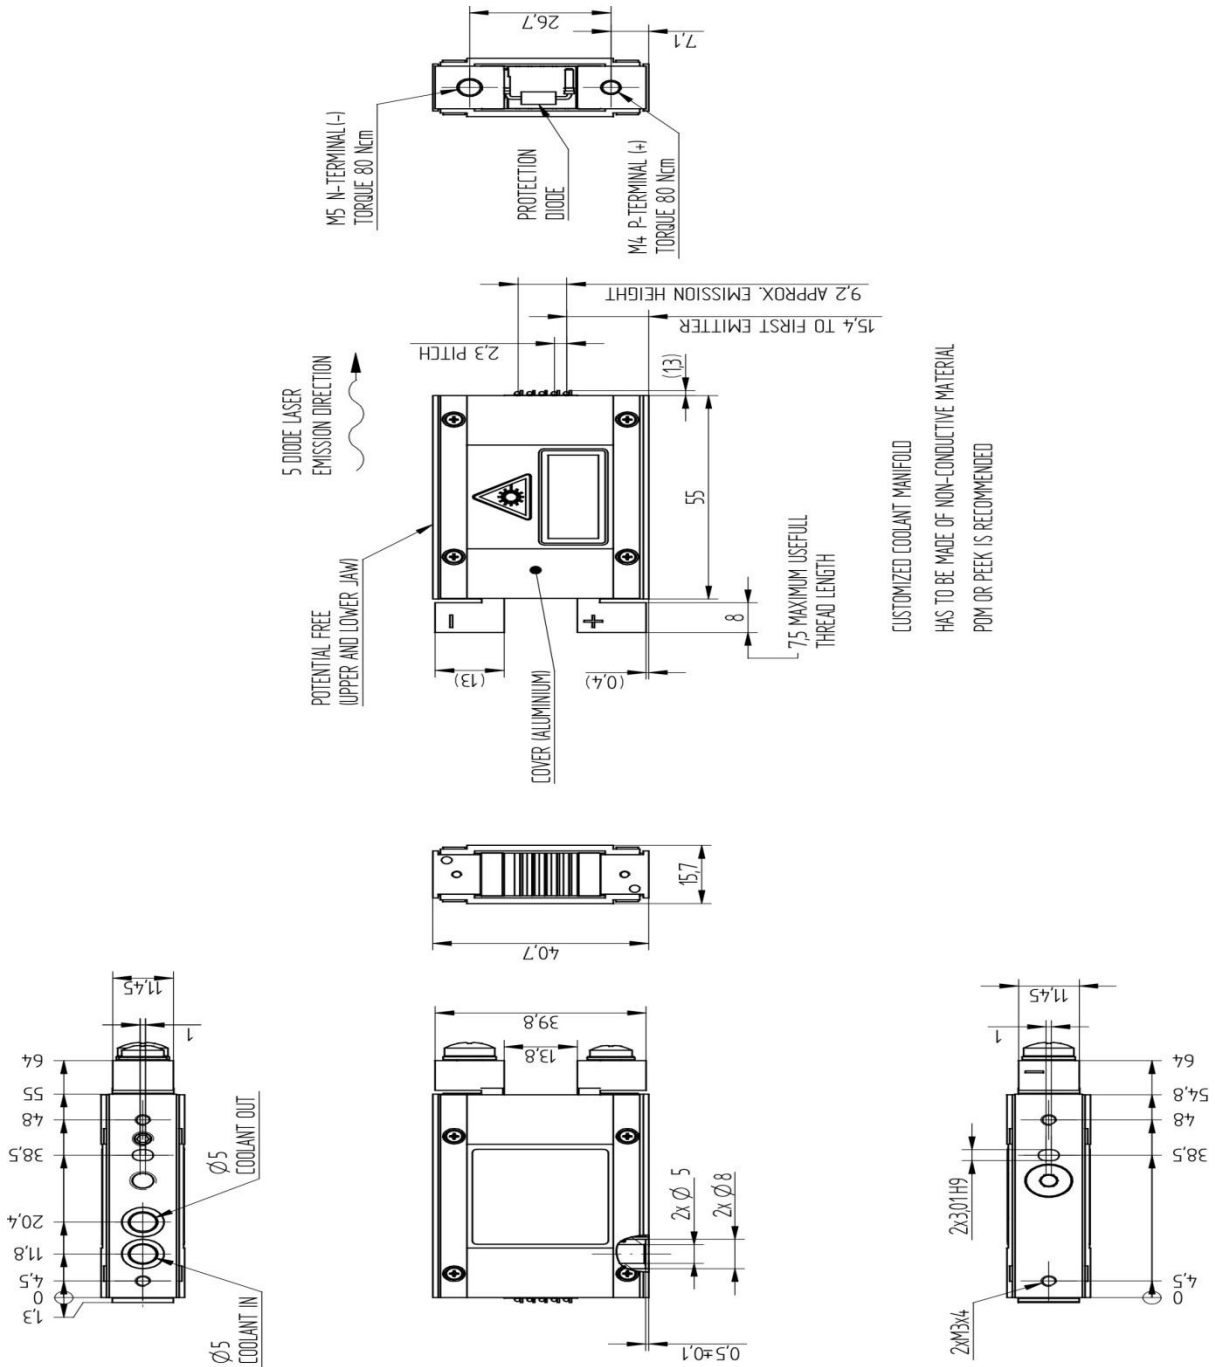 26,7
7,1
M5 N-TERMINAL(-)
TORQUE 80 Ncm
PROTECTION
DIODE
M4 P-TERMINAL (+)
TORQUE 80 Ncm
9,2 APPROX. EMISSION HEIGHT
15,4 TO FIRST EMITTER
2,3 PITCH
(1,3)
5 DIODE LASER
EMISSION DIRECTION
POTENTIAL FREE
(UPPER AND LOWER JAW)
55
8
7,5 MAXIMUM USEFULL
THREAD LENGTH
(13)
(0,4)
-
+
COVER (ALUMINIUM)
CUSTOMIZED COOLANT MANIFOLD
HAS TO BE MADE OF NON-CONDUCTIVE MATERIAL
POM OR PEEK IS RECOMMENDED
15,7
40,7
11,45
1
64
55
48
38,5
20,4
11,8
4,5
0
1,3
Ø5
COOLANT OUT
Ø5
COOLANT IN
39,8
13,8
2x Ø 5
2x Ø 8
0,5±0,1
11,45
1
-
64
54,8
48
38,5
4,5
0
2x3,01 H9
2xM3x4